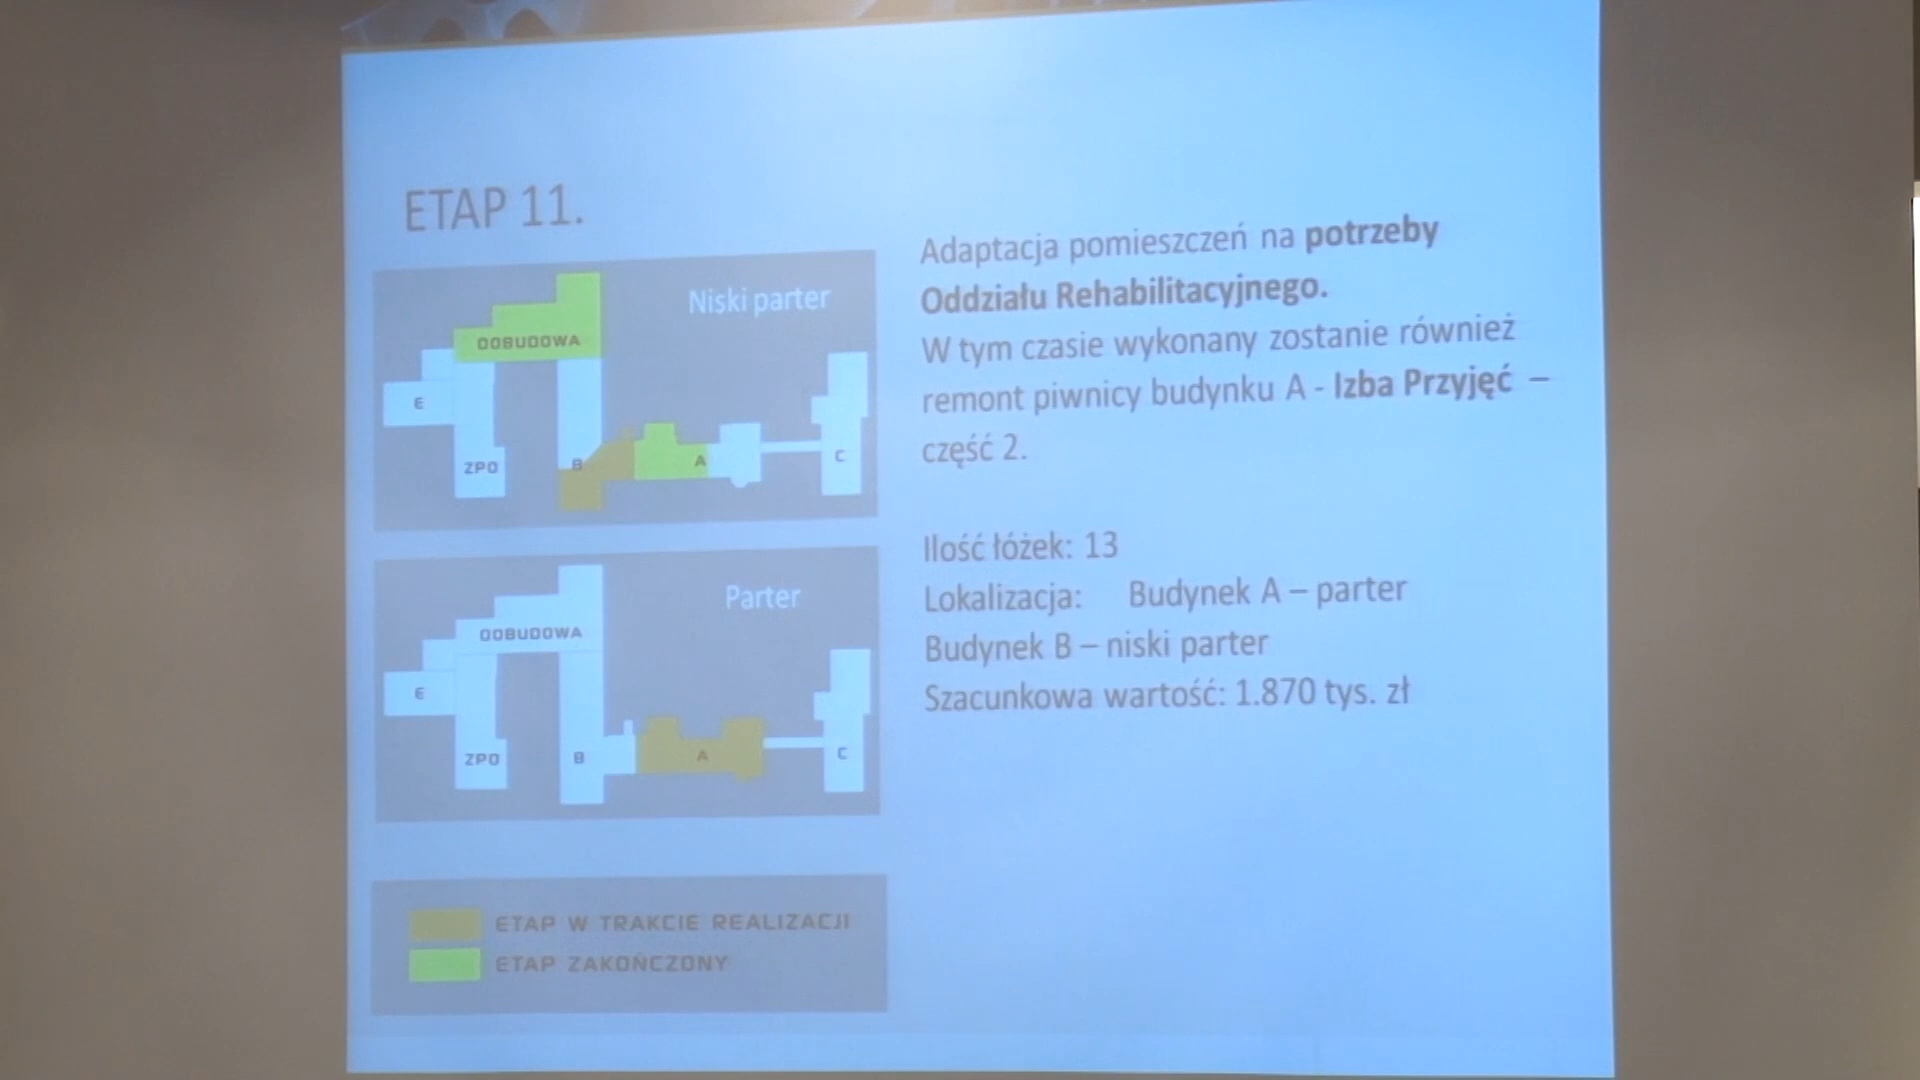 ETAP 11.
Niski parter
DOBUDOWA
E
ZPO
B
A
C
Parter
DOBUDOWA
E
ZPO
B
A
C
ETAP W TRAKCIE REALIZACJI
ETAP ZAKOŃCZONY
Adaptacja pomieszczeń na potrzeby
Oddziału Rehabilitacyjnego.
W tym czasie wykonany zostanie również
remont piwnicy budynku A - Izba Przyjęć –
część 2.
Ilość łóżek: 13
Lokalizacja: Budynek A – parter
Budynek B – niski parter
Szacunkowa wartość: 1.870 tys. zł